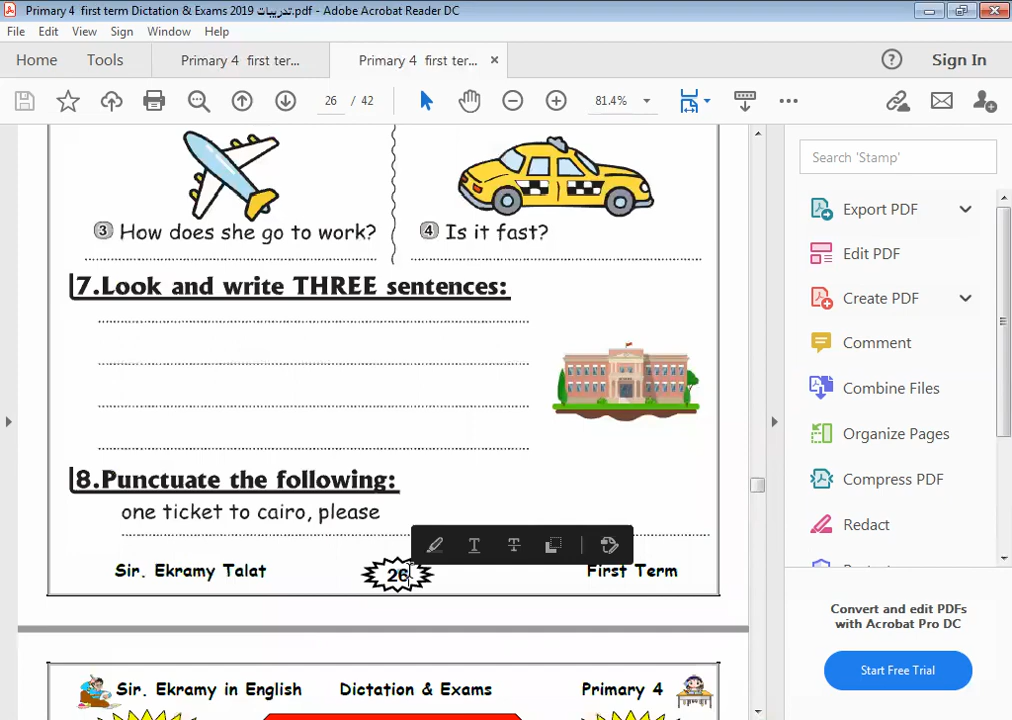 Primary 4 first term Dictation & Exams 2019 تدريبات.pdf - Adobe Acrobat Reader DC
File Edit View Sign Window Help
Home Tools Primary 4 first ter... Primary 4 first ter... ×
Sign In
26 / 42 81.4%
3 How does she go to work?
4 Is it fast?
7.Look and write THREE sentences:
8.Punctuate the following:
one ticket to cairo, please
Sir. Ekramy Talat 26 First Term
Sir. Ekramy in English Dictation & Exams Primary 4
Search 'Stamp'
Export PDF
Edit PDF
Create PDF
Comment
Combine Files
Organize Pages
Compress PDF
Redact
Convert and edit PDFs
with Acrobat Pro DC
Start Free Trial